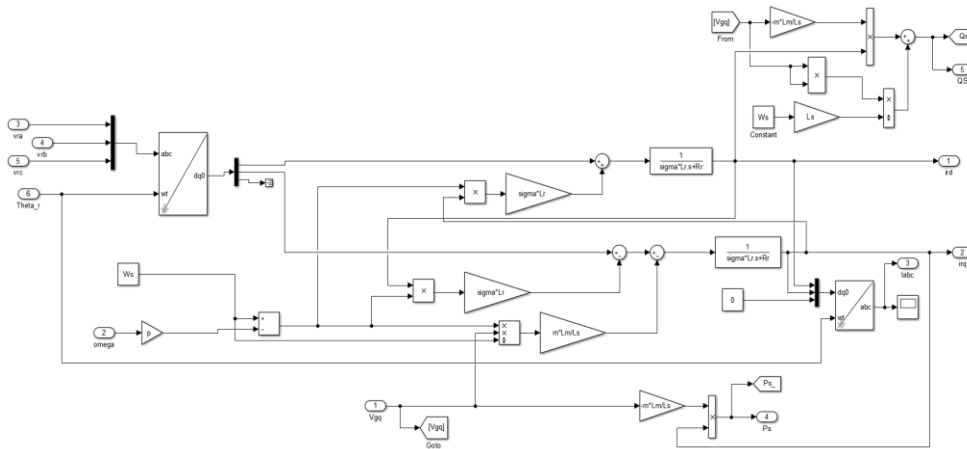 [Vgq]
From
-m*Lm/Ls
×
Qs
5
QS
×
Ws
Constant
Ls
×
÷
3
vra
4
vrb
5
vrc
6
Theta_r
abc
wt
dq0
×
sigma*Lr
1
sigma*Lr.s+Rr
1
ird
Ws
2
omega
p
×
sigma*Lr
1
sigma*Lr.s+Rr
2
irq
0
dq0
wt
abc
3
Iabc
×
×
÷
m*Lm/Ls
1
Vgq
[Vgq]
Goto
-m*Lm/Ls
×
Ps_
4
Ps